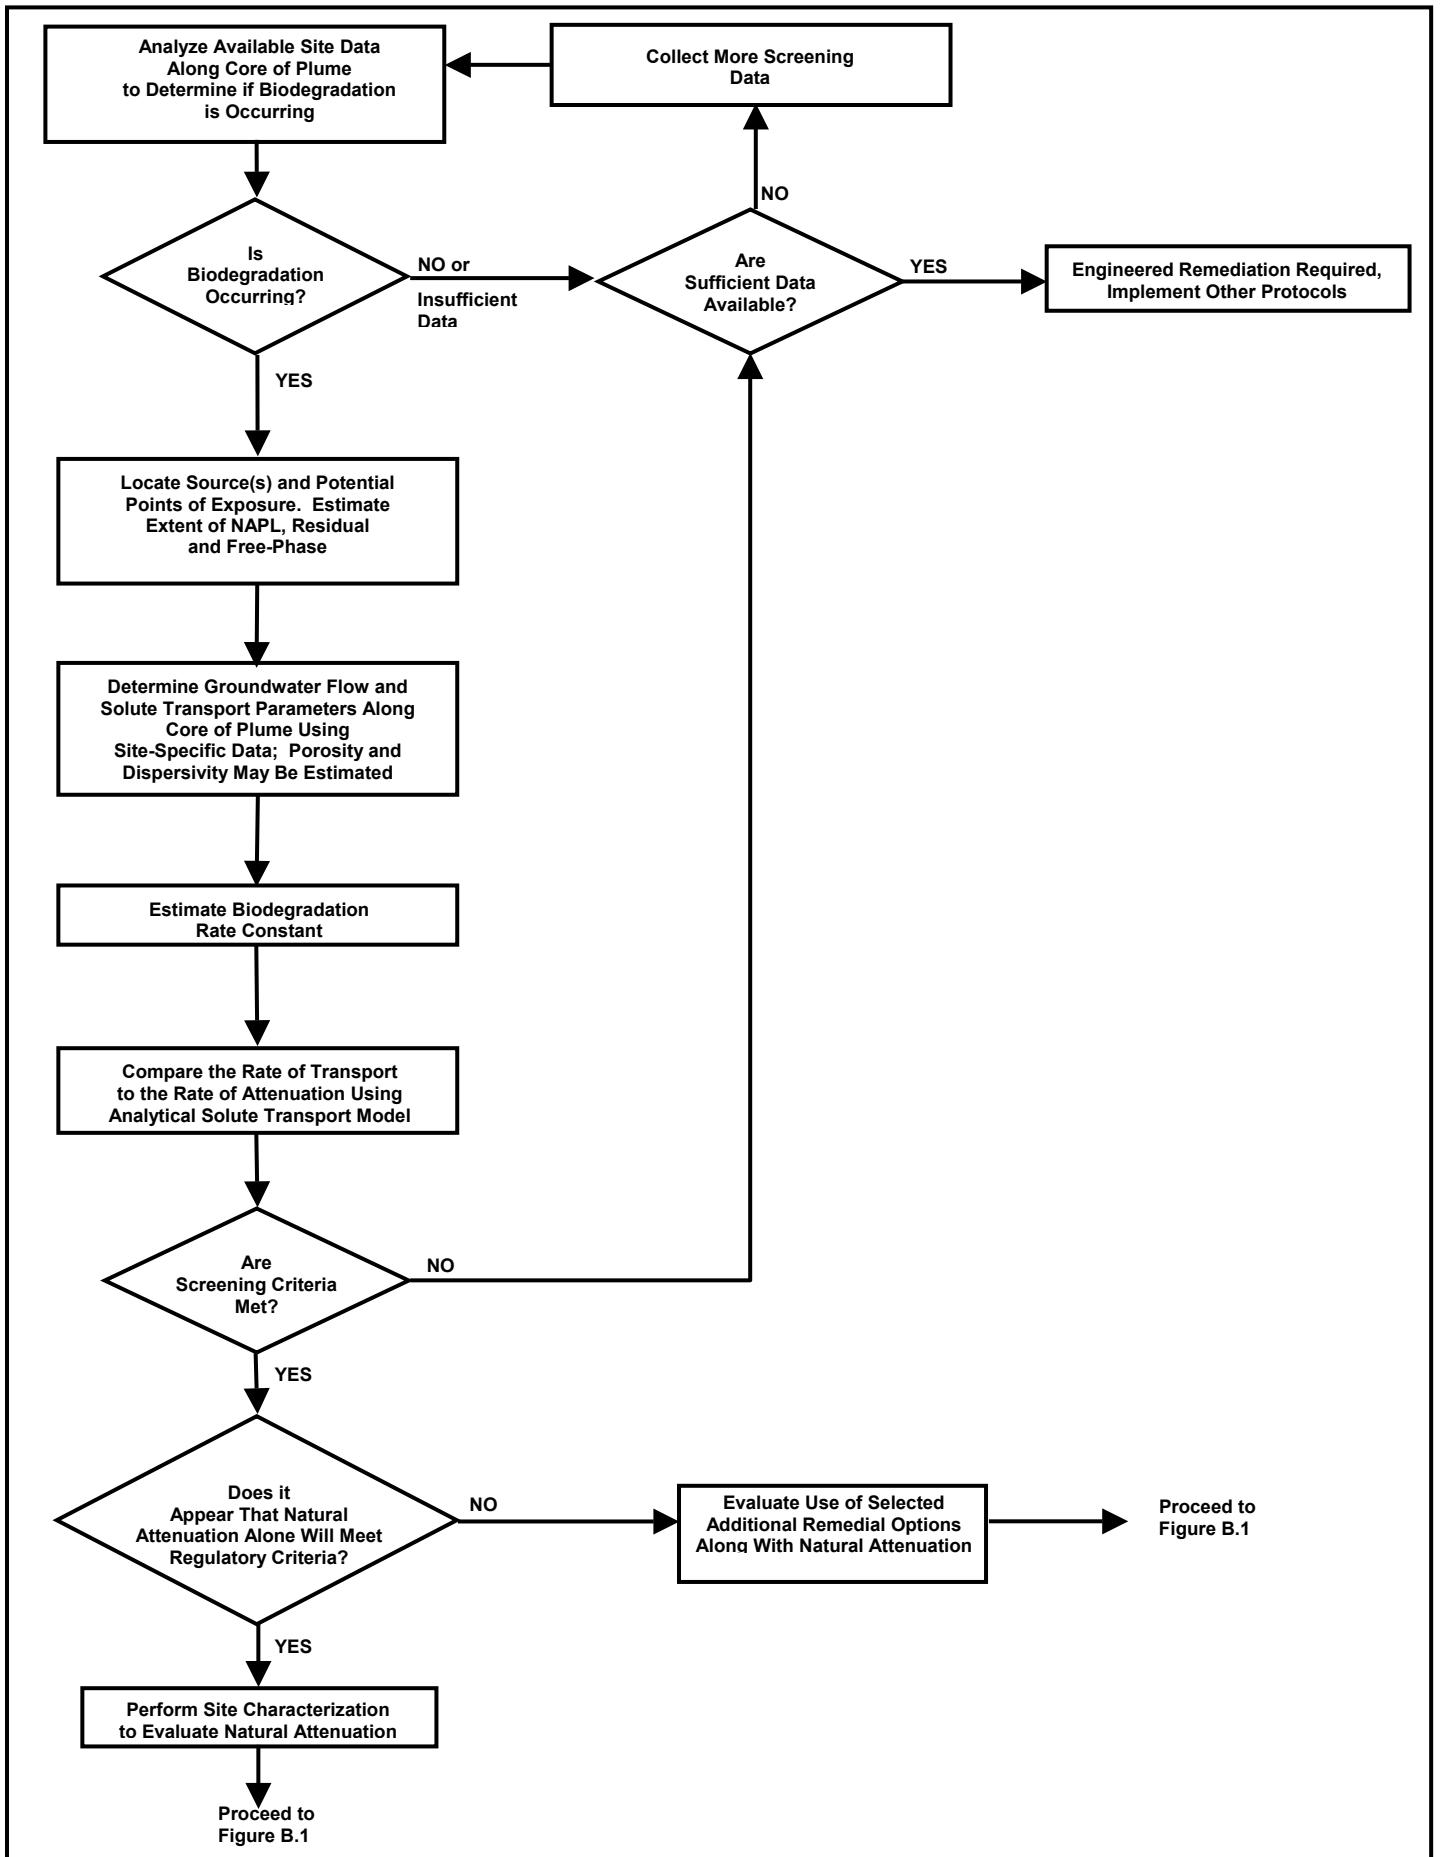 Analyze Available Site Data
Along Core of Plume
to Determine if Biodegradation
is Occurring
Collect More Screening
Data
NO
Is
Biodegradation
Occurring?
NO or
Insufficient
Data
Are
Sufficient Data
Available?
YES
Engineered Remediation Required,
Implement Other Protocols
YES
Locate Source(s) and Potential
Points of Exposure.  Estimate
Extent of NAPL, Residual
and Free-Phase
Determine Groundwater Flow and
Solute Transport Parameters Along
Core of Plume Using
Site-Specific Data;  Porosity and
Dispersivity May Be Estimated
Estimate Biodegradation
Rate Constant
Compare the Rate of Transport
to the Rate of Attenuation Using
Analytical Solute Transport Model
Are
Screening Criteria
Met?
NO
YES
Does it
Appear That Natural
Attenuation Alone Will Meet
Regulatory Criteria?
NO
Evaluate Use of Selected
Additional Remedial Options
Along With Natural Attenuation
Proceed to
Figure B.1
YES
Perform Site Characterization
to Evaluate Natural Attenuation
Proceed to
Figure B.1